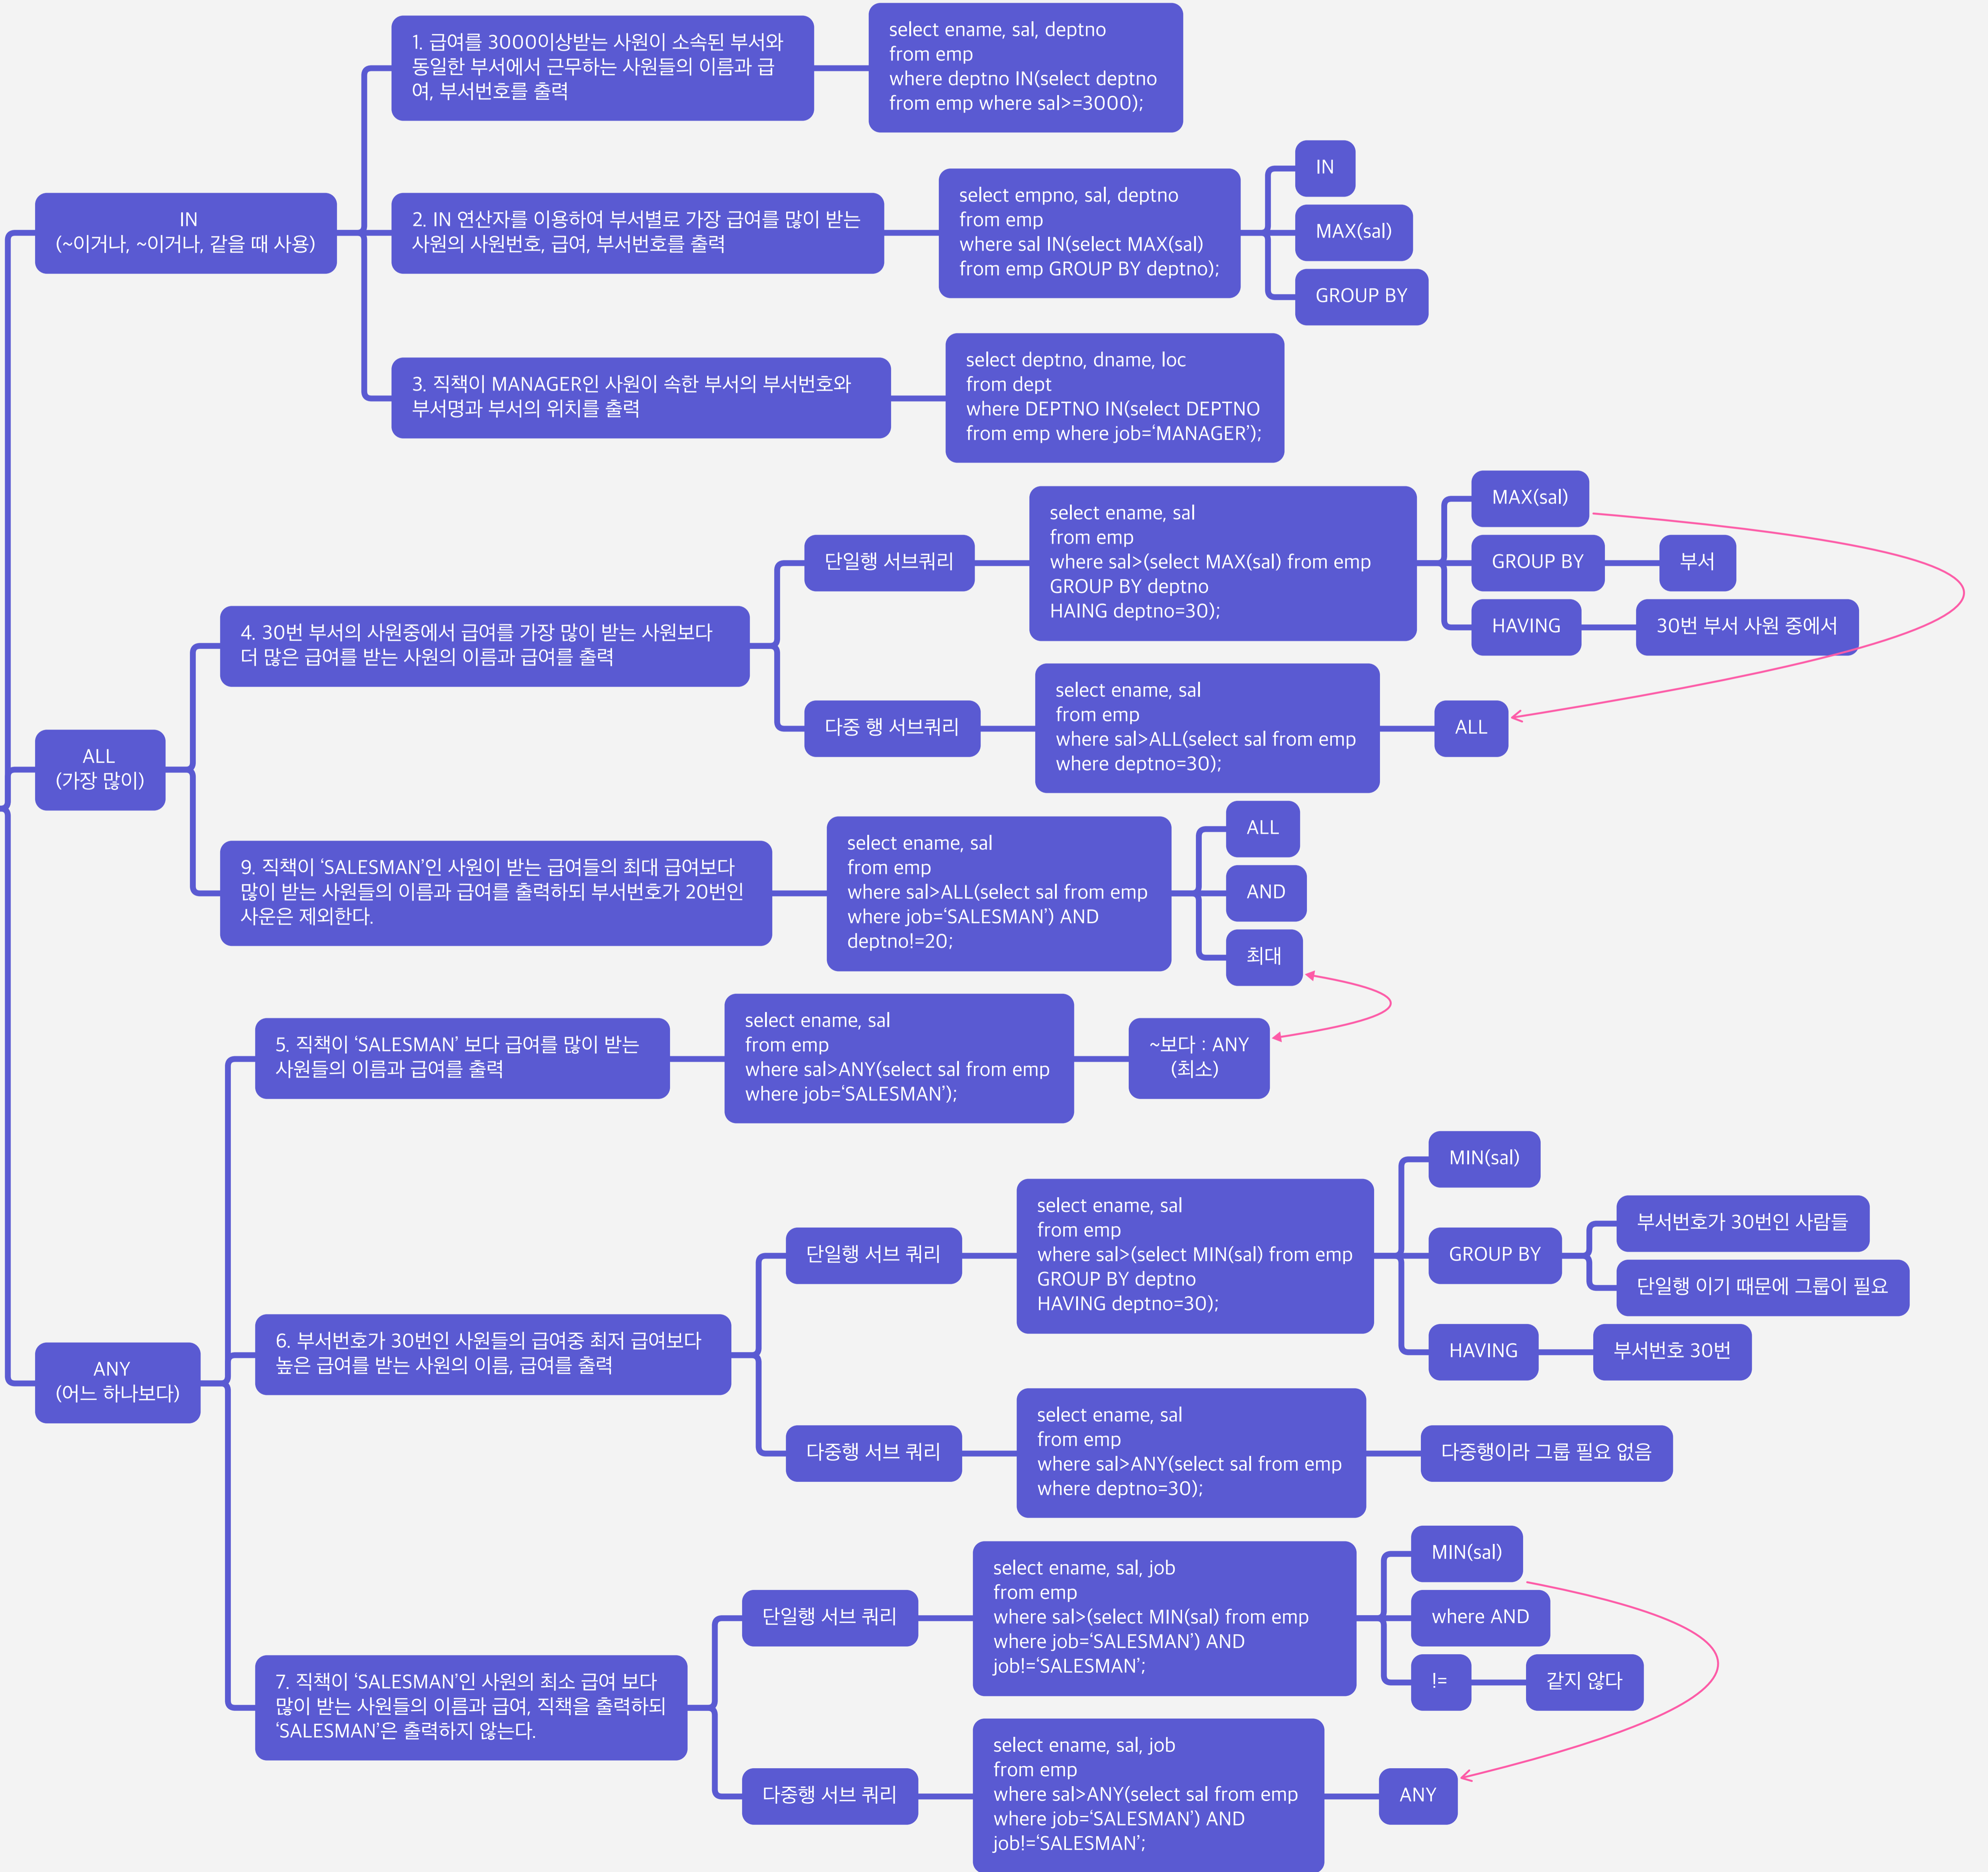 IN
(~이거나, ~이거나, 같을 때 사용)
1. 급여를 3000이상받는 사원이 소속된 부서와
동일한 부서에서 근무하는 사원들의 이름과 급
여, 부서번호를 출력
select ename, sal, deptno
from emp
where deptno IN(select deptno
from emp where sal>=3000);
2. IN 연산자를 이용하여 부서별로 가장 급여를 많이 받는
사원의 사원번호, 급여, 부서번호를 출력
select empno, sal, deptno
from emp
where sal IN(select MAX(sal)
from emp GROUP BY deptno);
IN
MAX(sal)
GROUP BY
3. 직책이 MANAGER인 사원이 속한 부서의 부서번호와
부서명과 부서의 위치를 출력
select deptno, dname, loc
from dept
where DEPTNO IN(select DEPTNO
from emp where job=‘MANAGER’);
ALL
(가장 많이)
4. 30번 부서의 사원중에서 급여를 가장 많이 받는 사원보다
더 많은 급여를 받는 사원의 이름과 급여를 출력
단일행 서브쿼리
select ename, sal
from emp
where sal>(select MAX(sal) from emp
GROUP BY deptno
HAING deptno=30);
MAX(sal)
GROUP BY
부서
HAVING
30번 부서 사원 중에서
다중 행 서브쿼리
select ename, sal
from emp
where sal>ALL(select sal from emp
where deptno=30);
ALL
9. 직책이 ‘SALESMAN’인 사원이 받는 급여들의 최대 급여보다
많이 받는 사원들의 이름과 급여를 출력하되 부서번호가 20번인
사운은 제외한다.
select ename, sal
from emp
where sal>ALL(select sal from emp
where job=‘SALESMAN’) AND
deptno!=20;
ALL
AND
최대
ANY
(어느 하나보다)
5. 직책이 ‘SALESMAN’ 보다 급여를 많이 받는
사원들의 이름과 급여를 출력
select ename, sal
from emp
where sal>ANY(select sal from emp
where job=‘SALESMAN’);
~보다 : ANY
(최소)
6. 부서번호가 30번인 사원들의 급여중 최저 급여보다
높은 급여를 받는 사원의 이름, 급여를 출력
단일행 서브 쿼리
select ename, sal
from emp
where sal>(select MIN(sal) from emp
GROUP BY deptno
HAVING deptno=30);
MIN(sal)
GROUP BY
부서번호가 30번인 사람들
단일행 이기 때문에 그룹이 필요
HAVING
부서번호 30번
다중행 서브 쿼리
select ename, sal
from emp
where sal>ANY(select sal from emp
where deptno=30);
다중행이라 그룹 필요 없음
7. 직책이 ‘SALESMAN’인 사원의 최소 급여 보다
많이 받는 사원들의 이름과 급여, 직책을 출력하되
‘SALESMAN’은 출력하지 않는다.
단일행 서브 쿼리
select ename, sal, job
from emp
where sal>(select MIN(sal) from emp
where job=‘SALESMAN’) AND
job!=‘SALESMAN’;
MIN(sal)
where AND
!=
같지 않다
다중행 서브 쿼리
select ename, sal, job
from emp
where sal>ANY(select sal from emp
where job=‘SALESMAN’) AND
job!=‘SALESMAN’;
ANY